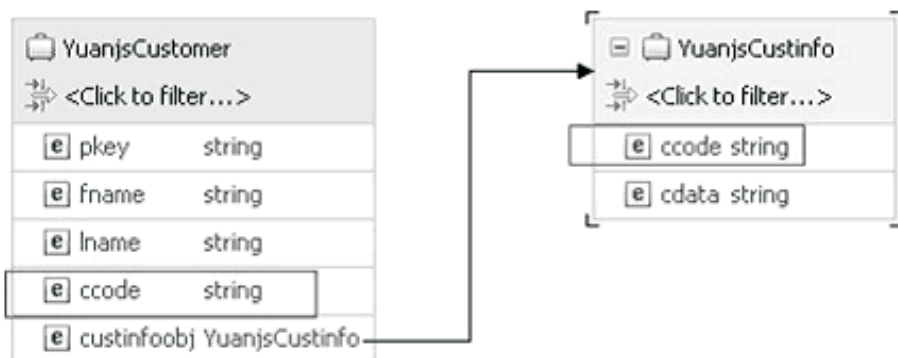 YuanjsCustomer
<Click to filter...>
e pkey string
e fname string
e lname string
e ccode string
e custinfoobj YuanjsCustinfo
YuanjsCustinfo
<Click to filter...>
e ccode string
e cdata string